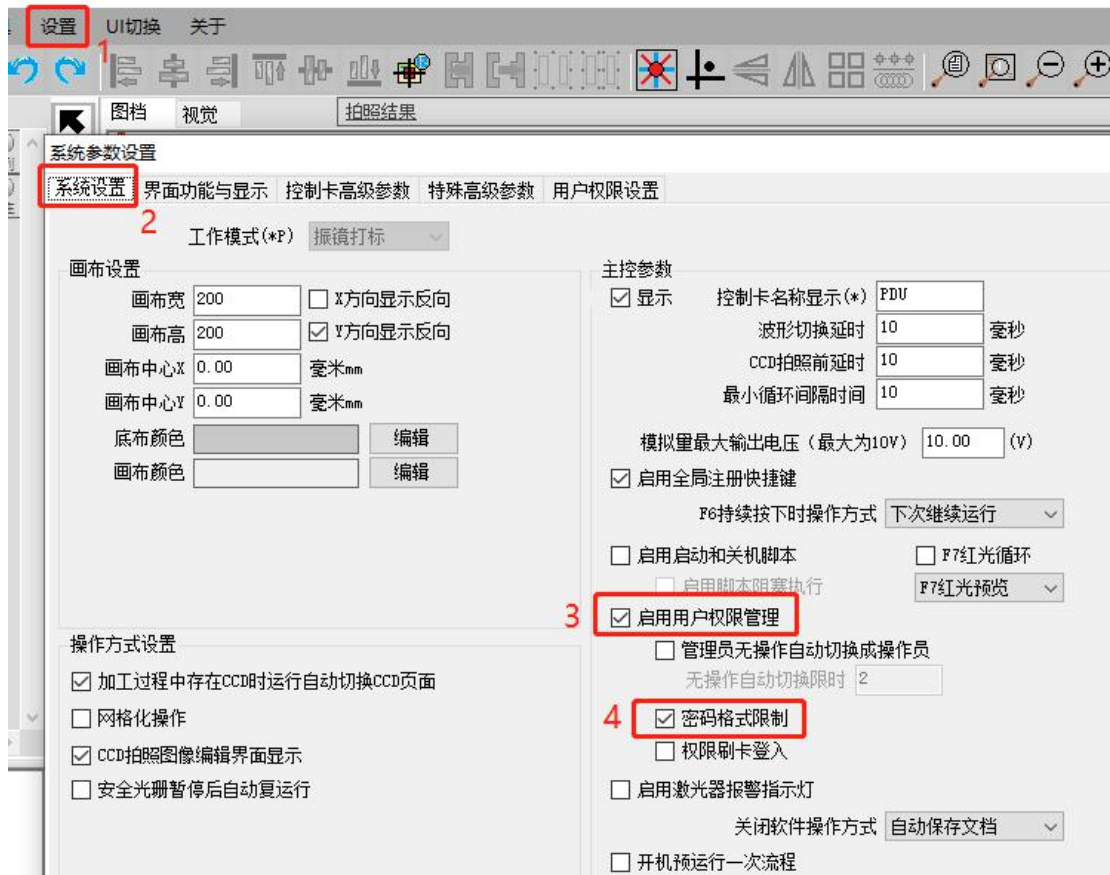 设置 UI切换 关于
1
12
图档 视觉 拍照结果
系统参数设置
系统设置 界面功能与显示 控制卡高级参数 特殊高级参数 用户权限设置
2
工作模式(*P) 振镜打标
画布设置
画布宽 200 X方向显示反向
画布高 200 Y方向显示反向
画布中心X 0.00 毫米mm
画布中心Y 0.00 毫米mm
底布颜色 编辑
画布颜色 编辑
主控参数
显示 控制卡名称显示(*) PDU
波形切换延时 10 毫秒
CCD拍照前延时 10 毫秒
最小循环间隔时间 10 毫秒
模拟量最大输出电压(最大为10V) 10.00 (V)
启用全局注册快捷键
F6持续按下时操作方式 下次继续运行
启用启动和关机脚本 F7红光循环
启用脚本阻塞执行 F7红光预览
3 启用用户权限管理
管理员无操作自动切换成操作员
无操作自动切换限时 2
4 密码格式限制
权限刷卡登入
启用激光器报警指示灯
关闭软件操作方式 自动保存文档
开机预运行一次流程
操作方式设置
加工过程中存在CCD时运行自动切换CCD页面
网格化操作
CCD拍照图像编辑界面显示
安全光珊暂停后自动复运行